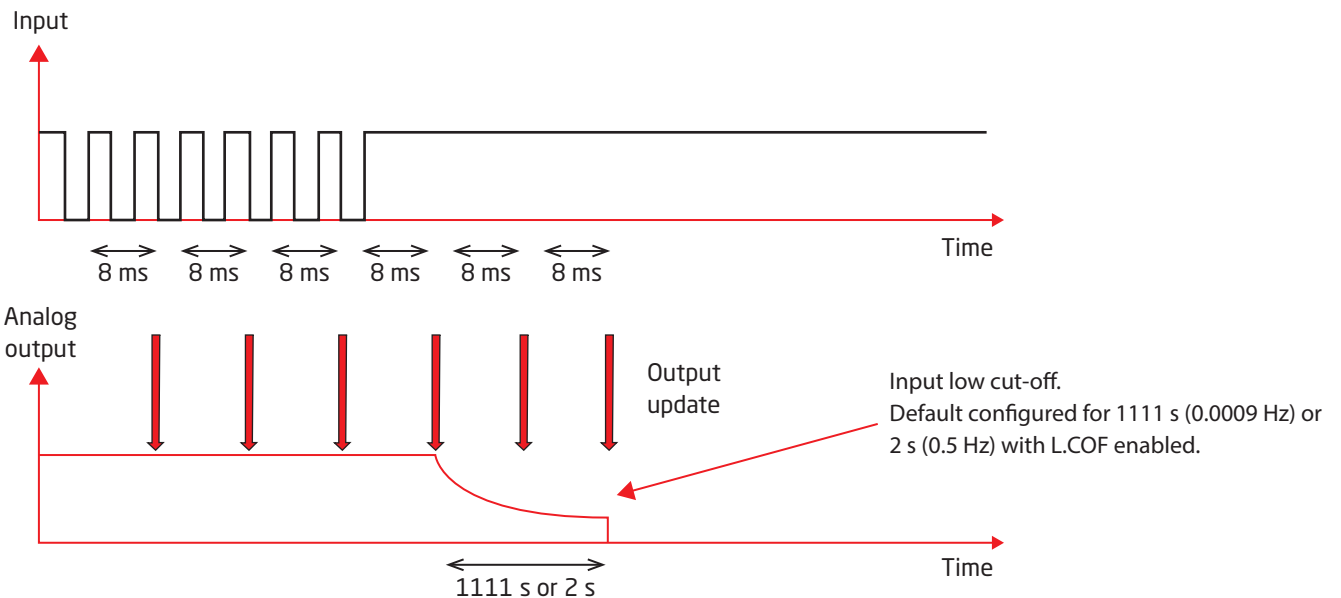 Input
Time
8 ms
8 ms
8 ms
8 ms
8 ms
8 ms
Analog
output
Output
update
Input low cut-off.
Default configured for 1111 s (0.0009 Hz) or
2 s (0.5 Hz) with L.COF enabled.
Time
1111 s or 2 s